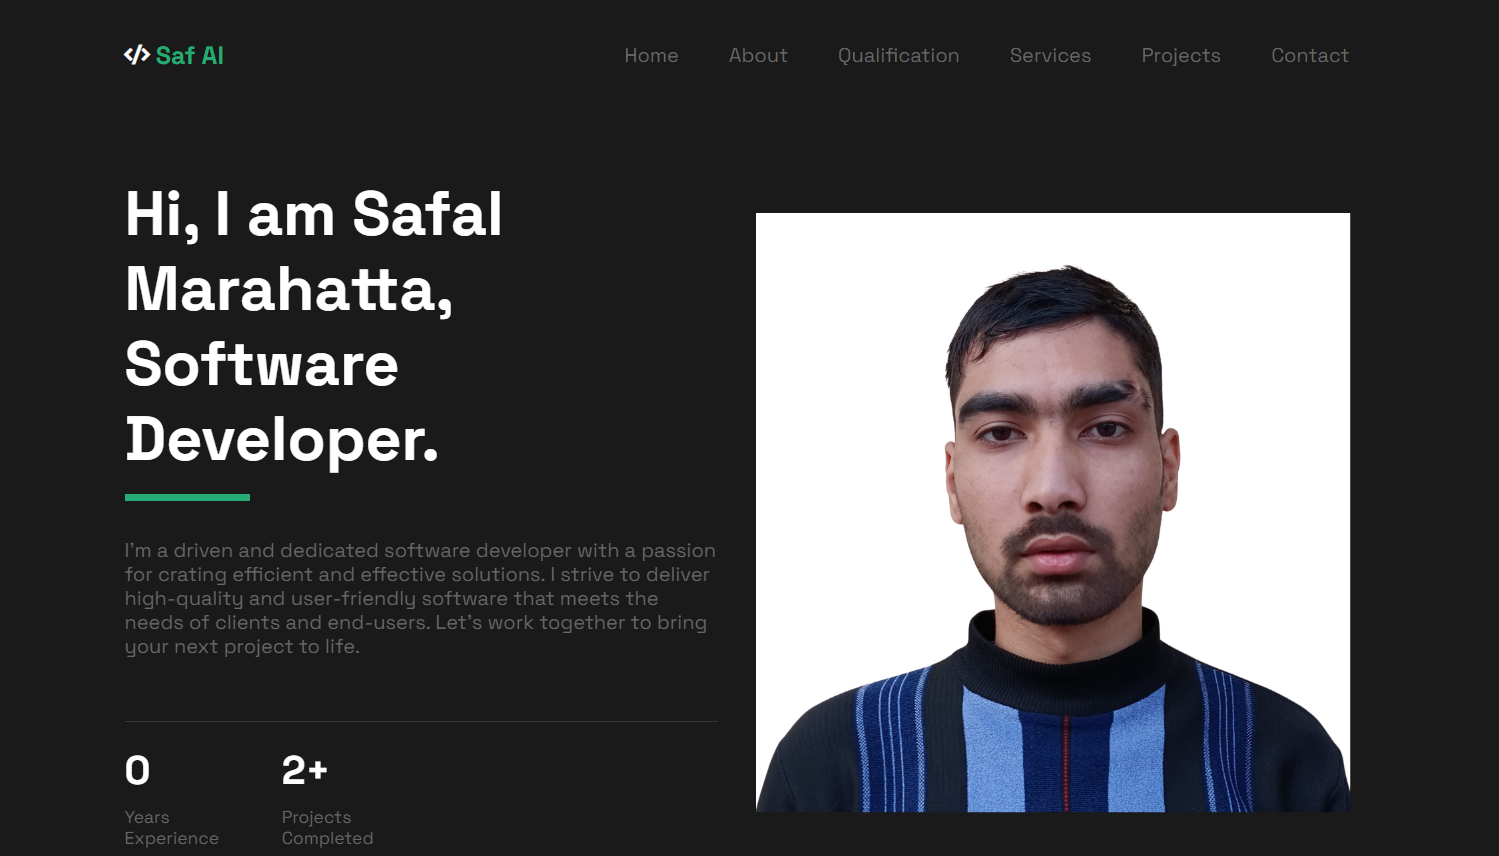 </> Saf Al
Home About Qualification Services Projects Contact
Hi, I am Safal
Marahatta,
Software
Developer.
I'm a driven and dedicated software developer with a passion
for crating efficient and effective solutions. I strive to deliver
high-quality and user-friendly software that meets the
needs of clients and end-users. Let's work together to bring
your next project to life.
0
Years
Experience
2+
Projects
Completed